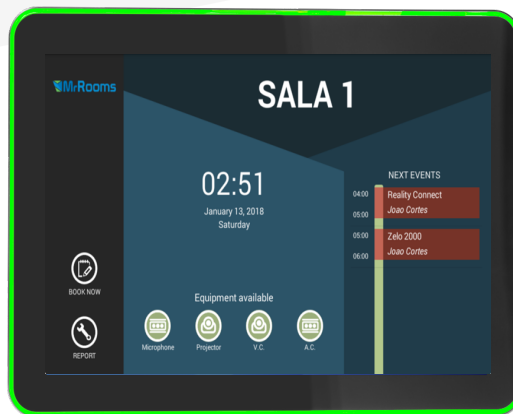 MrRooms
SALA 1
02:51
January 13, 2018
Saturday
NEXT EVENTS
04:00
Reality Connect
Joao Cortes
05:00
05:00
Zelo 2000
Joao Cortes
06:00
BOOK NOW
REPORT
Equipment available
Microphone
Projector
V.C.
A.C.